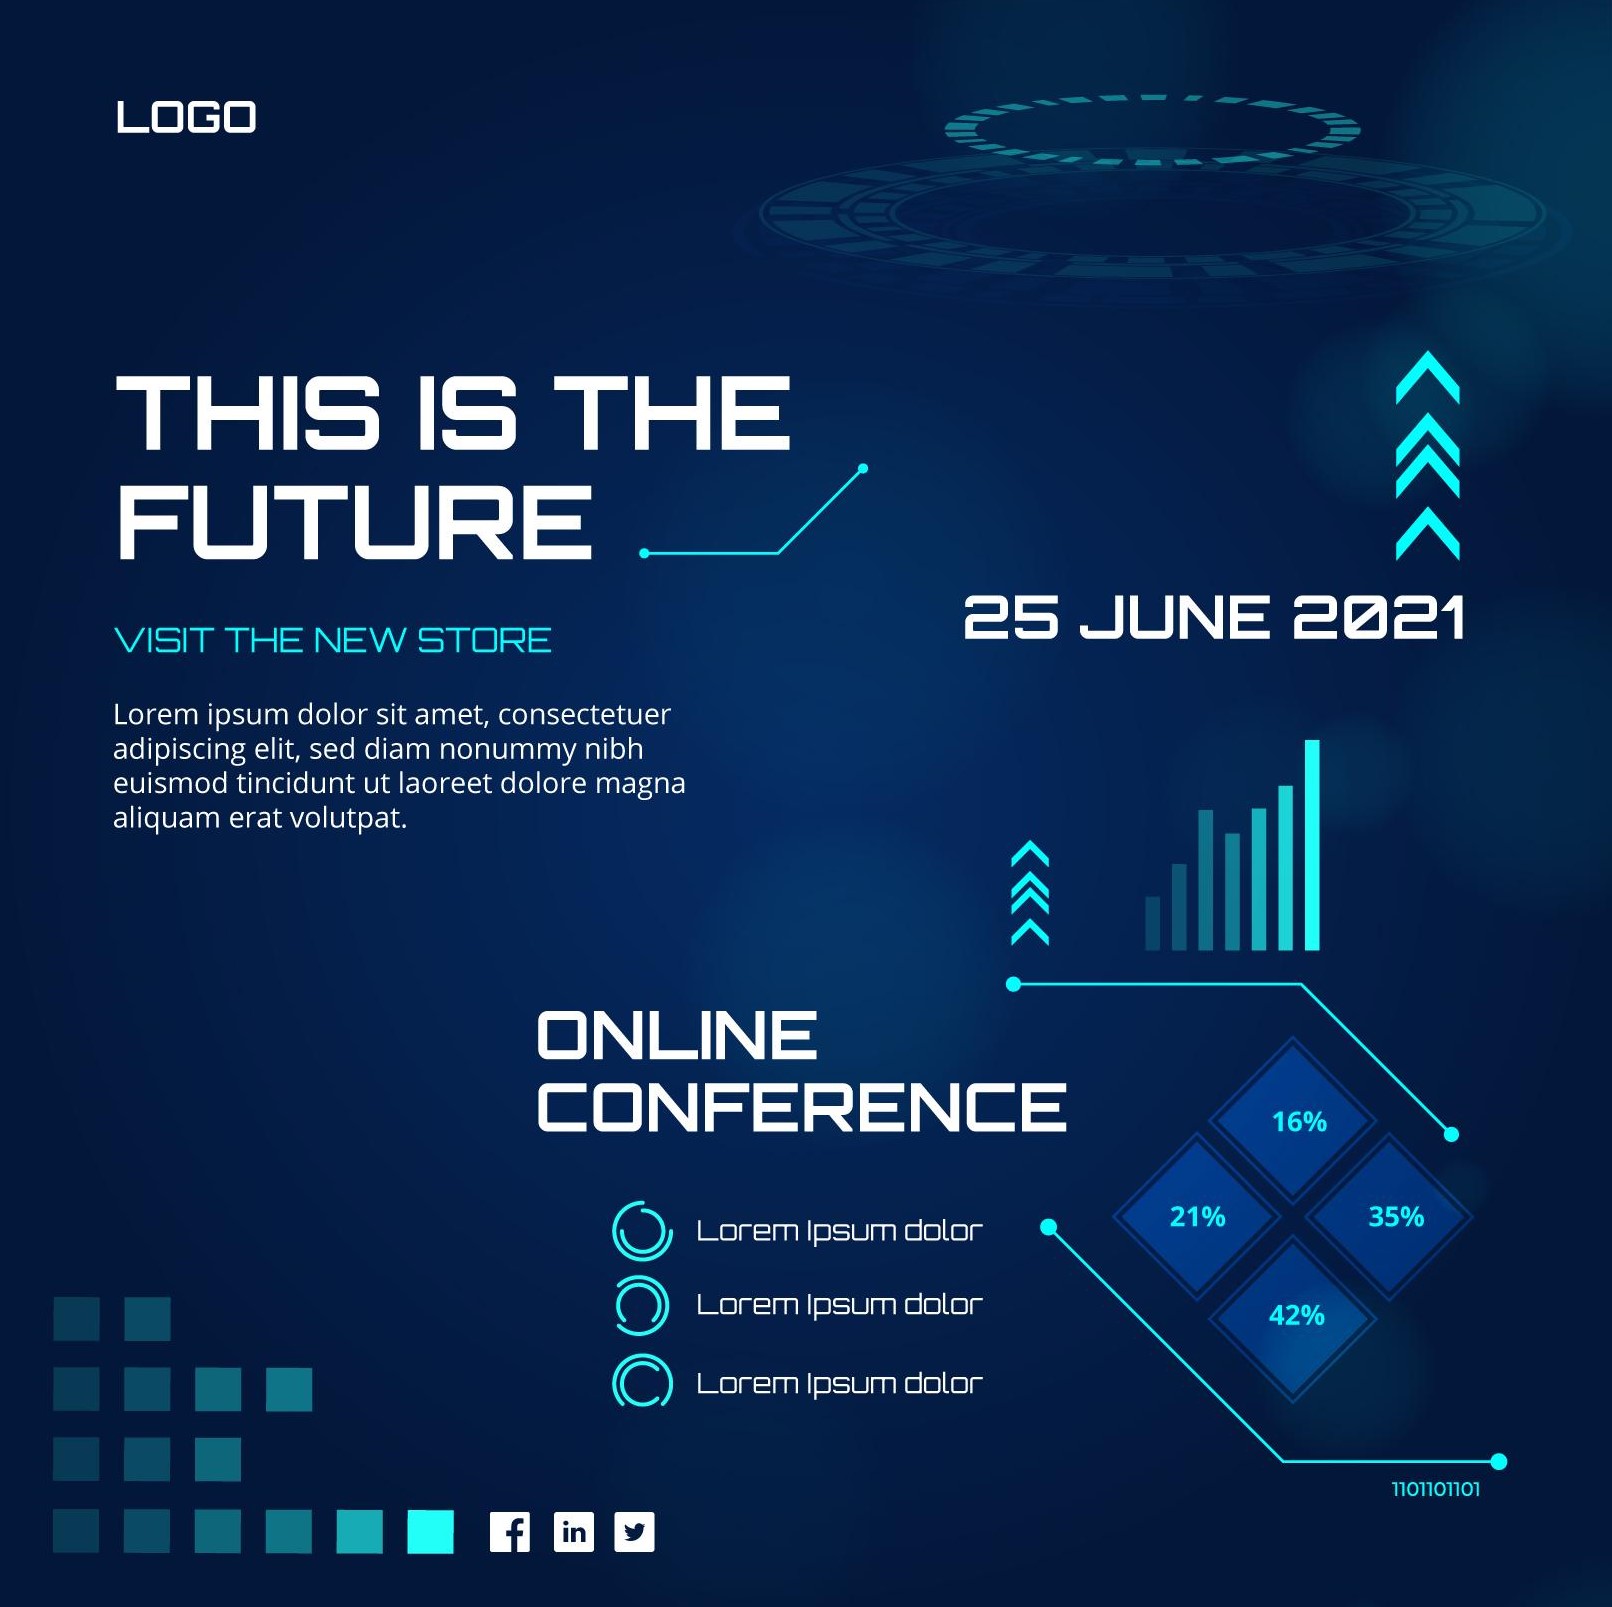 LOGO
THIS IS THE
FUTURE
VISIT THE NEW STORE
Lorem ipsum dolor sit amet, consectetuer
adipiscing elit, sed diam nonummy nibh
euismod tincidunt ut laoreet dolore magna
aliquam erat volutpat.
25 JUNE 2021
ONLINE
CONFERENCE
Lorem Ipsum dolor
Lorem Ipsum dolor
Lorem Ipsum dolor
16%
21%
35%
42%
1101101101
f
in